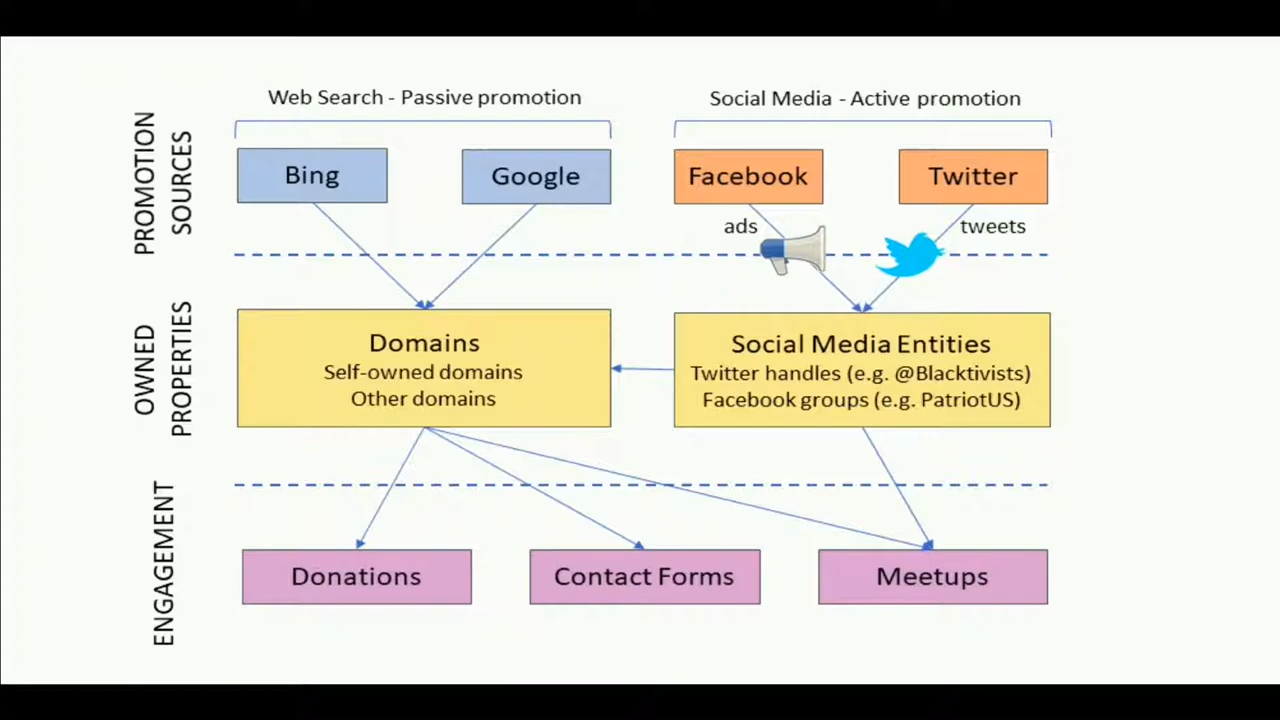 Web Search - Passive promotion
Social Media - Active promotion
PROMOTION
SOURCES
Bing
Google
Facebook
Twitter
ads
tweets
OWNED
PROPERTIES
Domains
Self-owned domains
Other domains
Social Media Entities
Twitter handles (e.g. @Blacktivists)
Facebook groups (e.g. PatriotUS)
ENGAGEMENT
Donations
Contact Forms
Meetups